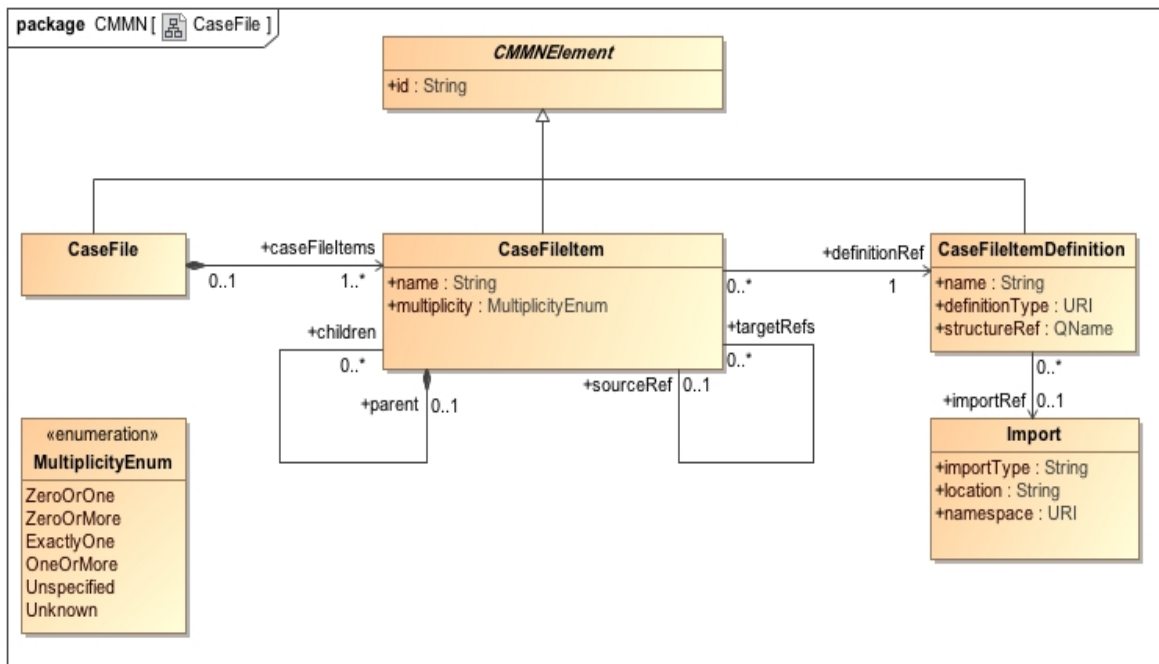 package CMMN [ CaseFile ]
CMMNElement
+id : String
CaseFile
+caseFileItems
0..1
1..*
CaseFileItem
+name : String
+multiplicity : MultiplicityEnum
+definitionRef
0..*
1
CaseFileItemDefinition
+name : String
+definitionType : URI
+structureRef : QName
+children
0..*
+parent
0..1
+targetRefs
0..*
+sourceRef
0..1
0..*
+importRef
0..1
Import
+importType : String
+location : String
+namespace : URI
«enumeration»
MultiplicityEnum
ZeroOrOne
ZeroOrMore
ExactlyOne
OneOrMore
Unspecified
Unknown